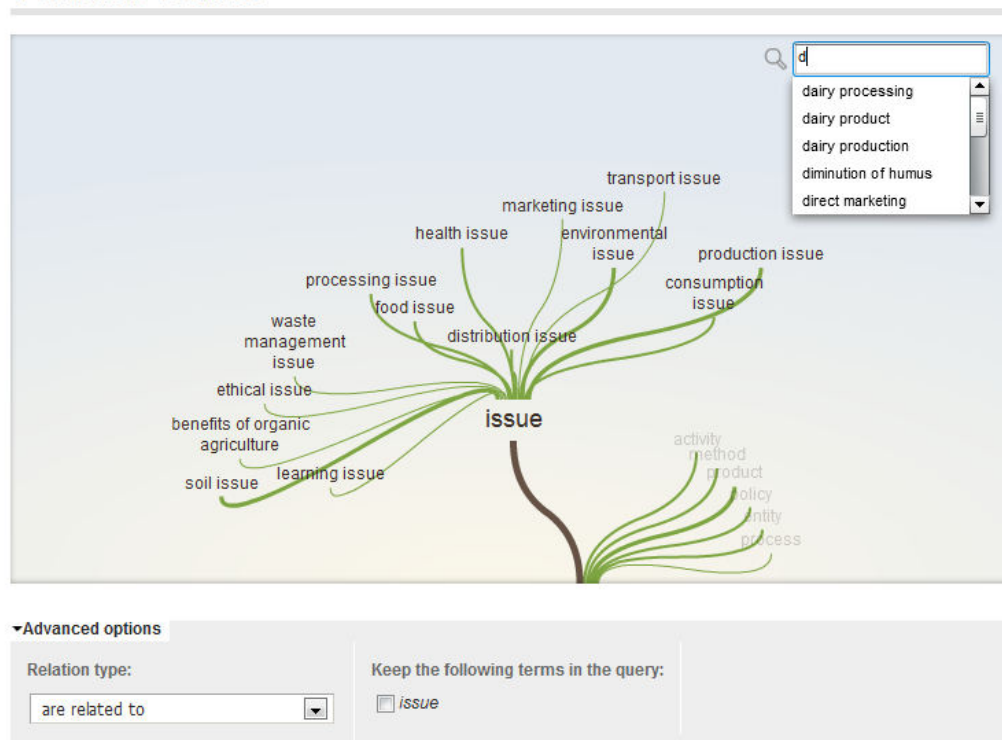 d
dairy processing
dairy product
dairy production
diminution of humus
direct marketing
transport issue
marketing issue
health issue
environmental
issue
production issue
processing issue
consumption
issue
food issue
waste
management
issue
distribution issue
ethical issue
benefits of organic
agriculture
issue
soil issue
learning issue
activity
method
product
policy
entity
process
Advanced options
Relation type:
Keep the following terms in the query:
are related to
issue